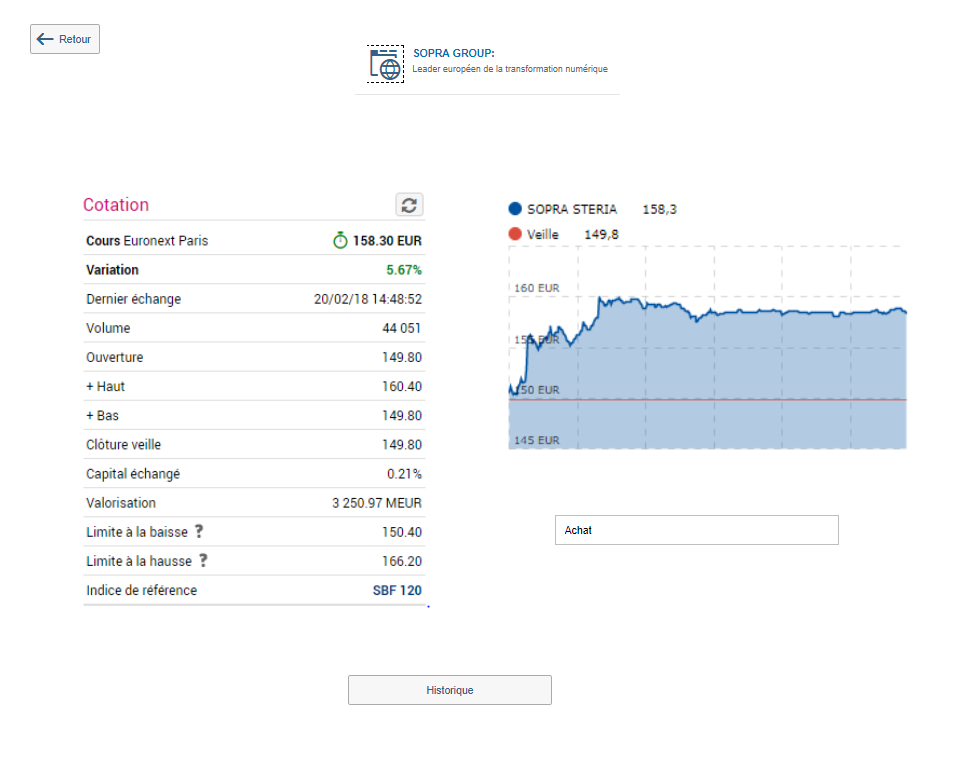 Retour
SOPRA GROUP:
Leader européen de la transformation numérique
Cotation
Cours Euronext Paris 158.30 EUR
Variation 5.67%
Dernier échange 20/02/18 14:48:52
Volume 44 051
Ouverture 149.80
+ Haut 160.40
+ Bas 149.80
Clôture veille 149.80
Capital échangé 0.21%
Valorisation 3 250.97 MEUR
Limite à la baisse ? 150.40
Limite à la hausse ? 166.20
Indice de référence SBF 120
SOPRA STERIA 158,3
Veille 149,8
160 EUR
155 EUR
150 EUR
145 EUR
Achat
Historique